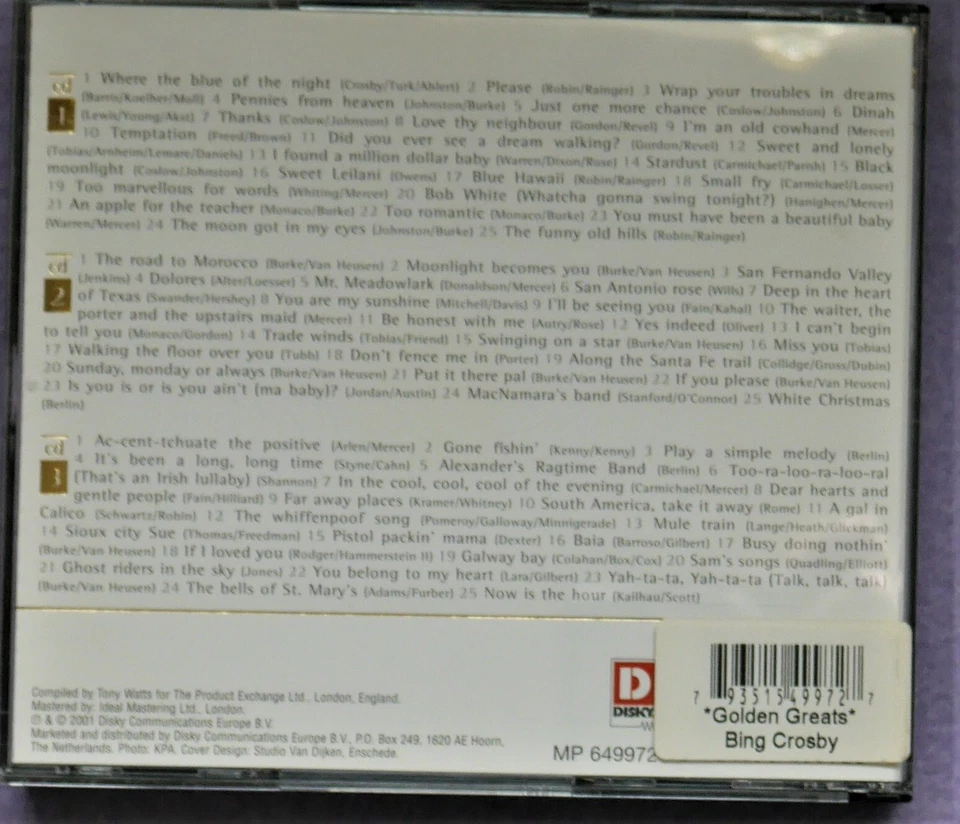 cd 1 1 Where the blue of the night (Crosby/Turk/Ahlert) 2 Please (Robin/Rainger) 3 Wrap your troubles in dreams
(Barris/Koelher/Moll) 4 Pennies from heaven (Johnston/Burke) 5 Just one more chance (Coslow/Johnston) 6 Dinah
(Lewis/Young/Akst) 7 Thanks (Coslow/Johnston) 8 Love thy neighbour (Gordon/Revel) 9 I'm an old cowhand (Mercer)
10 Temptation (Freed/Brown) 11 Did you ever see a dream walking? (Gordon/Revel) 12 Sweet and lonely
(Tobias/Arnheim/Lemare/Daniels) 13 I found a million dollar baby (Warren/Dixon/Rose) 14 Stardust (Carmichael/Parish) 15 Black
moonlight (Coslow/Johnston) 16 Sweet Leilani (Owens) 17 Blue Hawaii (Robin/Rainger) 18 Small fry (Carmichael/Losser)
19 Too marvellous for words (Whiting/Mercer) 20 Bob White (Whatcha gonna swing tonight?) (Hanighen/Mercer)
21 An apple for the teacher (Monaco/Burke) 22 Too romantic (Monaco/Burke) 23 You must have been a beautiful baby
(Warren/Mercer) 24 The moon got in my eyes (Johnston/Burke) 25 The funny old hills (Robin/Rainger)
cd 2 1 The road to Morocco (Burke/Van Heusen) 2 Moonlight becomes you (Burke/Van Heusen) 3 San Fernando Valley
(Jenkins) 4 Dolores (Alter/Loesser) 5 Mr. Meadowlark (Donaldson/Mercer) 6 San Antonio rose (Wills) 7 Deep in the heart
of Texas (Swander/Hershey) 8 You are my sunshine (Mitchell/Davis) 9 I'll be seeing you (Fain/Kahal) 10 The waiter, the
porter and the upstairs maid (Mercer) 11 Be honest with me (Autry/Rose) 12 Yes indeed (Oliver) 13 I can't begin
to tell you (Monaco/Gordon) 14 Trade winds (Tobias/Friend) 15 Swinging on a star (Burke/Van Heusen) 16 Miss you (Tobias)
17 Walking the floor over you (Tubb) 18 Don't fence me in (Porter) 19 Along the Santa Fe trail (Collidge/Gross/Dubin)
20 Sunday, monday or always (Burke/Van Heusen) 21 Put it there pal (Burke/Van Heusen) 22 If you please (Burke/Van Heusen)
23 Is you is or is you ain't (ma baby)? (Jordan/Austin) 24 MacNamara's band (Stanford/O'Connor) 25 White Christmas
(Berlin)
cd 3 1 Ac-cent-tchuate the positive (Arlen/Mercer) 2 Gone fishin' (Kenny/Kenny) 3 Play a simple melody (Berlin)
4 It's been a long, long time (Styne/Cahn) 5 Alexander's Ragtime Band (Berlin) 6 Too-ra-loo-ra-loo-ral
(That's an Irish lullaby) (Shannon) 7 In the cool, cool, cool of the evening (Carmichael/Mercer) 8 Dear hearts and
gentle people (Fain/Hilliard) 9 Far away places (Kramer/Whitney) 10 South America, take it away (Rome) 11 A gal in
Calico (Schwartz/Robin) 12 The whiffenpoof song (Pomeroy/Galloway/Minnigerade) 13 Mule train (Lange/Heath/Glickman)
14 Sioux city Sue (Thomas/Freedman) 15 Pistol packin' mama (Dexter) 16 Baia (Barroso/Gilbert) 17 Busy doing nothin'
(Burke/Van Heusen) 18 If I loved you (Rodger/Hammerstein II) 19 Galway bay (Colahan/Box/Cox) 20 Sam's songs (Quadling/Elliott)
21 Ghost riders in the sky (Jones) 22 You belong to my heart (Lara/Gilbert) 23 Yah-ta-ta, Yah-ta-ta (Talk, talk, talk)
(Burke/Van Heusen) 24 The bells of St. Mary's (Adams/Furber) 25 Now is the hour (Kailhau/Scott)
Compiled by Tony Watts for The Product Exchange Ltd., London, England.
Mastered by: Ideal Mastering Ltd., London.
℗ & © 2001 Disky Communications Europe B.V.
Marketed and distributed by Disky Communications Europe B.V., P.O. Box 249, 1620 AE Hoorn,
The Netherlands. Photo: KPA. Cover Design: Studio Van Dijken, Enschede.
D
DISKY
MP 649972
7 93515 49972 7
*Golden Greats*
Bing Crosby